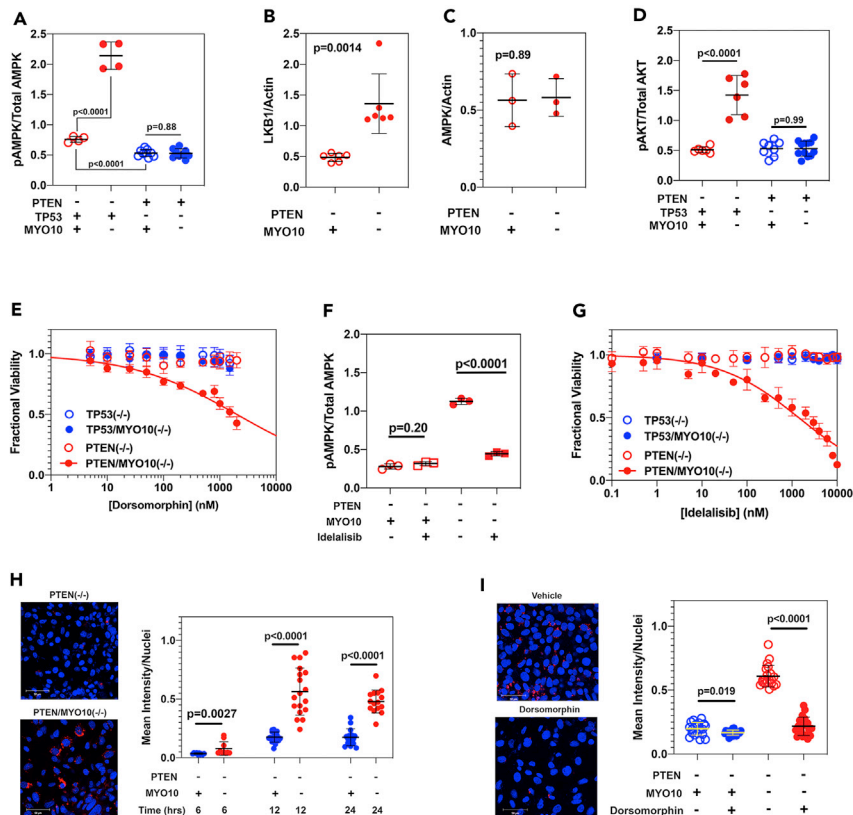 A
pAMPK/Total AMPK
2.5
2.0
1.5
1.0
0.5
0.0
p<0.0001
p<0.0001
p=0.88
PTEN - - + +
TP53 + +
MYO10 + - + -
B
LKB1/Actin
2.5
2.0
1.5
1.0
0.5
0.0
p=0.0014
PTEN - -
MYO10 + -
C
AMPK/Actin
1.0
0.5
0.0
p=0.89
PTEN - -
MYO10 + -
D
pAKT/Total AKT
2.5
2.0
1.5
1.0
0.5
0.0
p<0.0001
p=0.99
PTEN - - + +
TP53 + + - -
MYO10 + - + -
E
Fractional Viability
1.0
0.5
0.0
TP53(-/-)
TP53/MYO10(-/-)
PTEN(-/-)
PTEN/MYO10(-/-)
1 10 100 1000 10000
[Dorsomorphin] (nM)
F
pAMPK/Total AMPK
2.0
1.5
1.0
0.5
0.0
p<0.0001
p=0.20
PTEN - - - -
MYO10 + + - -
Idelalisib - + - +
G
Fractional Viability
1.0
0.5
0.0
TP53(-/-)
TP53/MYO10(-/-)
PTEN(-/-)
PTEN/MYO10(-/-)
0.1 1 10 100 1000 10000
[Idelalisib] (nM)
H
PTEN(-/-)
PTEN/MYO10(-/-)
Mean Intensity/Nuclei
1.0
0.5
0.0
p=0.0027
p<0.0001
p<0.0001
PTEN - - - - - -
MYO10 + - + - + -
Time (hrs) 6 6 12 12 24 24
I
Vehicle
Dorsomorphin
Mean Intensity/Nuclei
1.0
0.5
0.0
p<0.0001
p=0.019
PTEN - - - -
MYO10 + + - -
Dorsomorphin - + - +